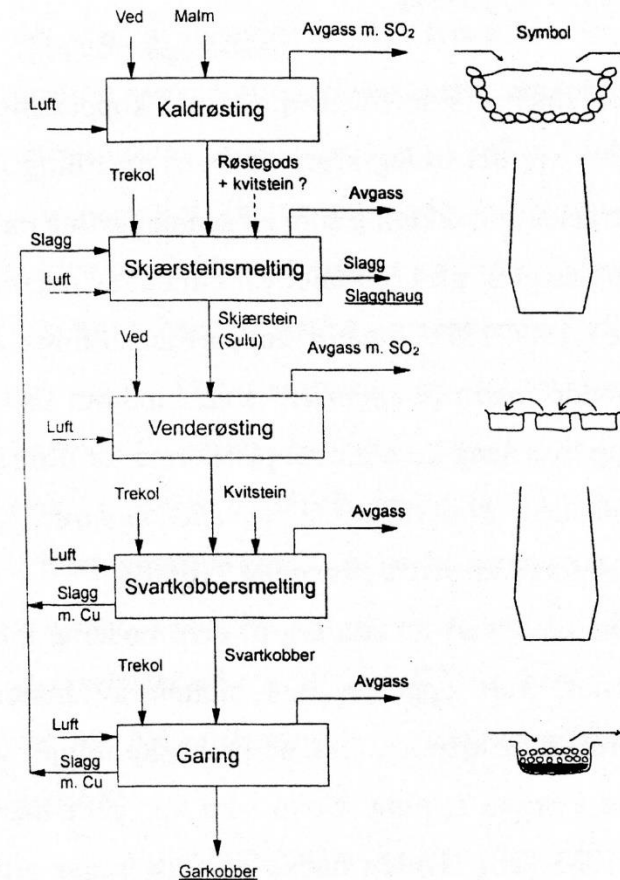 Ved
Malm
Avgass m. SO₂
Symbol
Luft
Kaldrøsting
Røstegods
+ kvitstein ?
Trekol
Avgass
Slagg
Luft
Skjærsteinsmelting
Slagg
Slagghaug
Skjærstein
(Sulu)
Ved
Avgass m. SO₂
Luft
Venderøsting
Trekol
Kvitstein
Avgass
Luft
Svartkobbersmelting
Slagg
m. Cu
Svartkobber
Trekol
Avgass
Luft
Garing
Slagg
m. Cu
Garkobber